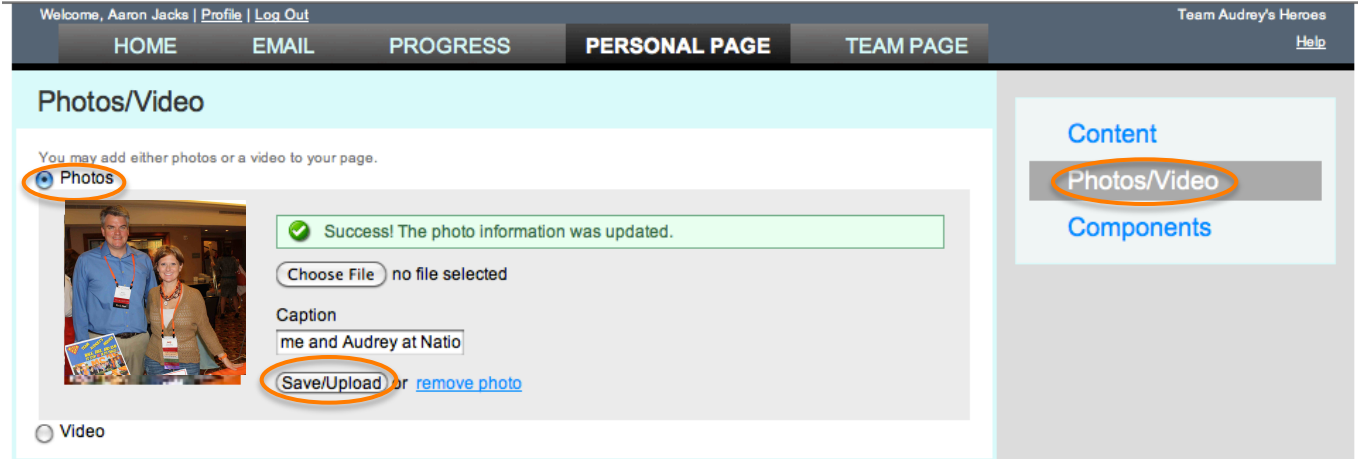 Welcome, Aaron Jacks | Profile | Log Out
Team Audrey's Heroes
HOME EMAIL PROGRESS PERSONAL PAGE TEAM PAGE
Help
Photos/Video
You may add either photos or a video to your page.
Photos
Success! The photo information was updated.
Choose File no file selected
Caption
me and Audrey at Natio
Save/Upload or remove photo
Video
Content
Photos/Video
Components